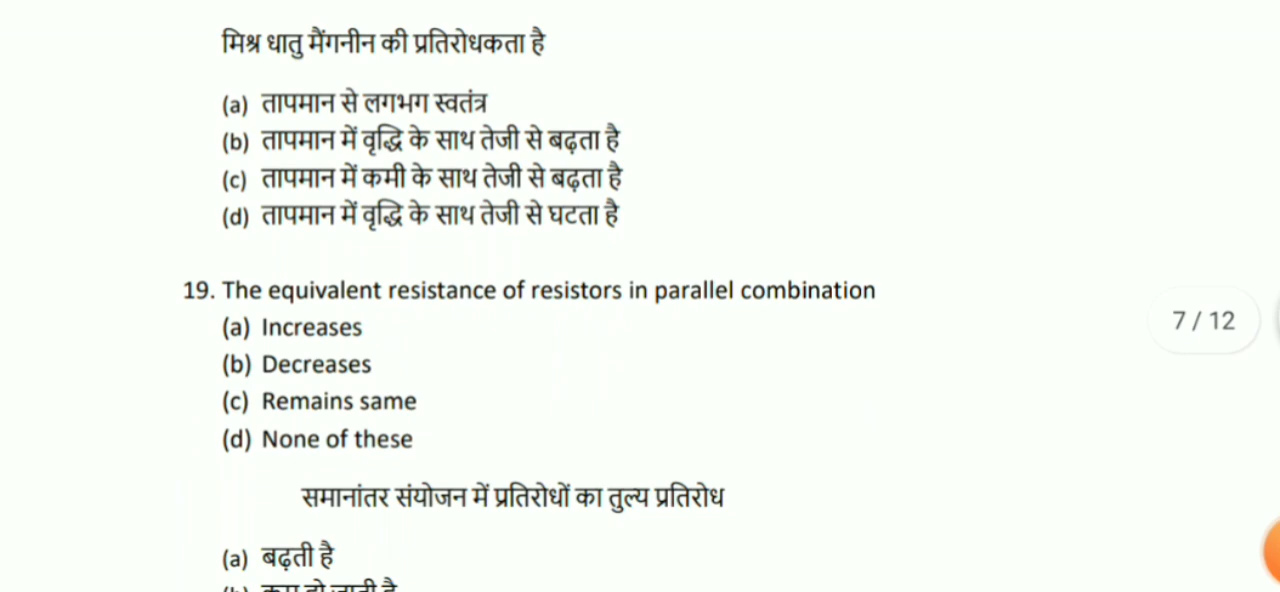 मिश्र धातु मैंगनीन की प्रतिरोधकता है
(a) तापमान से लगभग स्वतंत्र
(b) तापमान में वृद्धि के साथ तेजी से बढ़ता है
(c) तापमान में कमी के साथ तेजी से बढ़ता है
(d) तापमान में वृद्धि के साथ तेजी से घटता है
19. The equivalent resistance of resistors in parallel combination
7 / 12
(a) Increases
(b) Decreases
(c) Remains same
(d) None of these
समानांतर संयोजन में प्रतिरोधों का तुल्य प्रतिरोध
(a) बढ़ती है